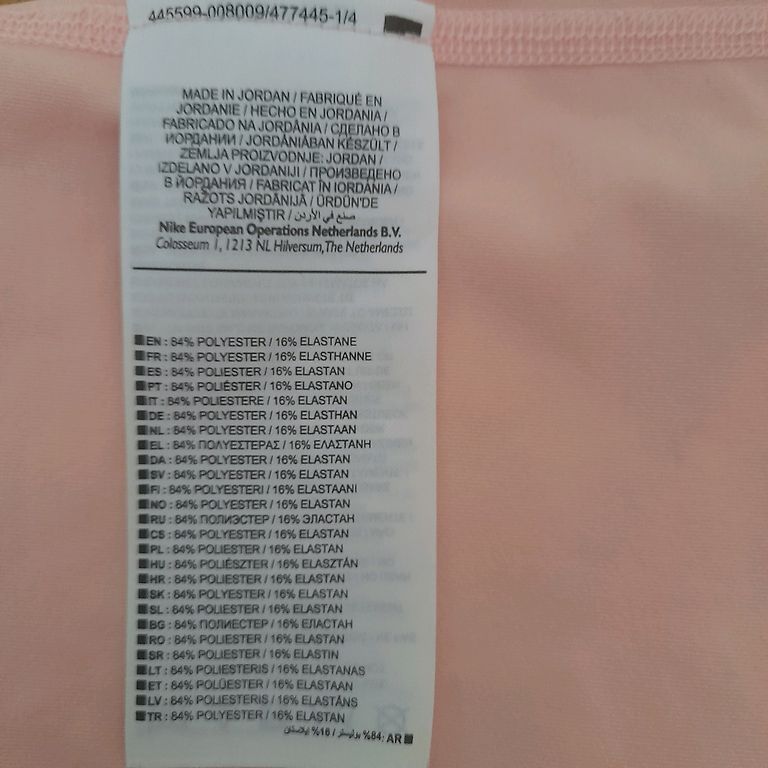 445599-008009/477445-1/4
MADE IN JORDAN / FABRIQUÉ EN
JORDANIE / HECHO EN JORDANIA /
FABRICADO NA JORDÂNIA / СДЕЛАНО В
ИОРДАНИИ / JORDÁNIÁBAN KÉSZÜLT /
ZEMLJA PROIZVODNJE: JORDAN /
IZDELANO V JORDANIJI / ПРОИЗВЕДЕНО
В ЙОРДАНИЯ / FABRICAT ÎN IORDANIA /
RAŽOTS JORDĀNIJĀ / ÜRDÜN'DE
YAPILMIŞTIR / صنع في الأردن
Nike European Operations Netherlands B.V.
Colosseum 1, 1213 NL Hilversum, The Netherlands
EN : 84% POLYESTER / 16% ELASTANE
FR : 84% POLYESTER / 16% ELASTHANNE
ES : 84% POLIESTER / 16% ELASTAN
PT : 84% POLIÉSTER / 16% ELASTANO
IT : 84% POLIESTERE / 16% ELASTAN
DE : 84% POLYESTER / 16% ELASTHAN
NL : 84% POLYESTER / 16% ELASTAAN
EL : 84% ΠΟΛΥΕΣΤΕΡΑΣ / 16% ΕΛΑΣΤΑΝΗ
DA : 84% POLYESTER / 16% ELASTAN
SV : 84% POLYESTER / 16% ELASTAN
FI : 84% POLYESTERI / 16% ELASTAANI
NO : 84% POLYESTER / 16% ELASTAN
RU : 84% ПОЛИЭСТЕР / 16% ЭЛАСТАН
CS : 84% POLYESTER / 16% ELASTAN
PL : 84% POLIESTER / 16% ELASTAN
HU : 84% POLIÉSZTER / 16% ELASZTÁN
HR : 84% POLIESTER / 16% ELASTAN
SK : 84% POLYESTER / 16% ELASTAN
SL : 84% POLIESTER / 16% ELASTAN
BG : 84% ПОЛИЕСТЕР / 16% ЕЛАСТАН
RO : 84% POLIESTER / 16% ELASTAN
SR : 84% POLIESTER / 16% ELASTIN
LT : 84% POLIESTERIS / 16% ELASTANAS
ET : 84% POLÜESTER / 16% ELASTAAN
LV : 84% POLIESTERIS / 16% ELASTĀNS
TR : 84% POLYESTER / 16% ELASTAN
AR :84% بوليستر / 16% إيلاستان